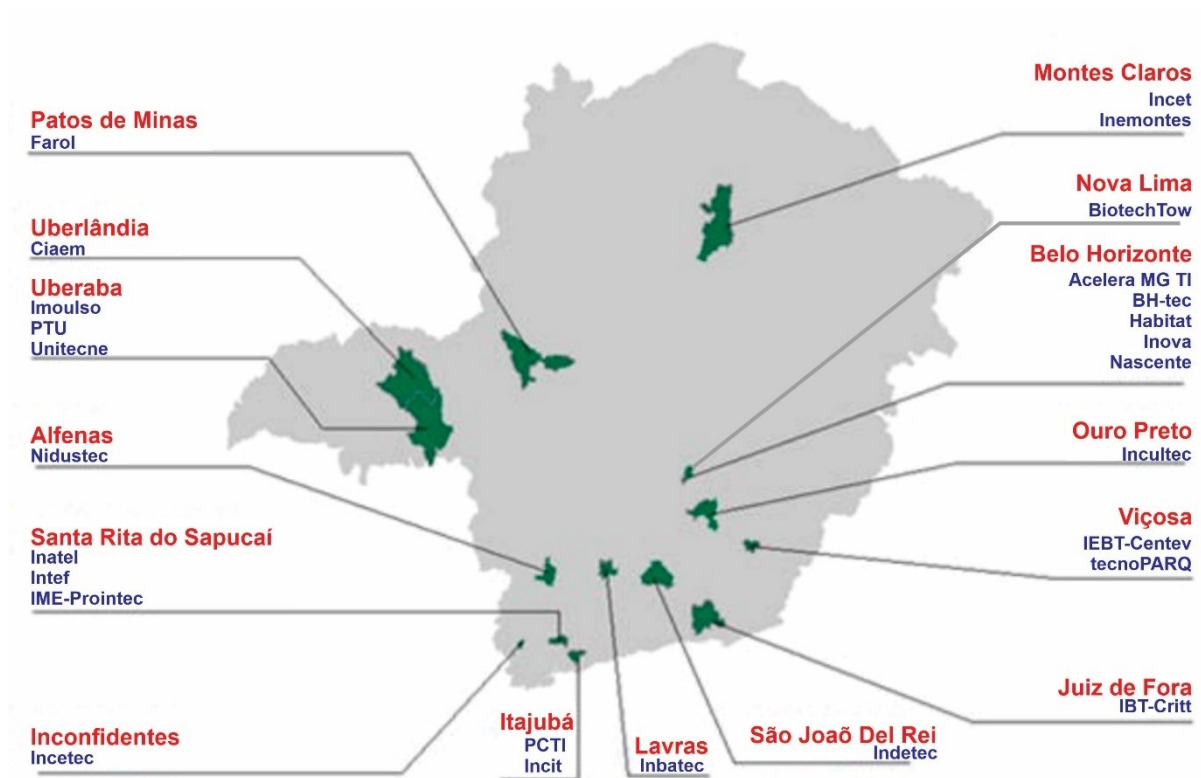 Patos de Minas
Farol
Uberlândia
Ciaem
Uberaba
Imoulso
PTU
Unitecne
Alfenas
Nidustec
Santa Rita do Sapucaí
Inatel
Intef
IME-Prointec
Inconfidentes
Incetec
Itajubá
PCTI
Incit
Lavras
Inbatec
São Joaõ Del Rei
Indetec
Montes Claros
Incet
Inemontes
Nova Lima
BiotechTow
Belo Horizonte
Acelera MG TI
BH-tec
Habitat
Inova
Nascente
Ouro Preto
Incultec
Viçosa
IEBT-Centev
tecnoPARQ
Juiz de Fora
IBT-Critt